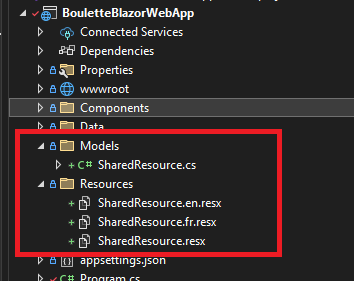 BouletteBlazorWebApp
Connected Services
Dependencies
Properties
wwwroot
Components
Data
Models
C# SharedResource.cs
Resources
SharedResource.en.resx
SharedResource.fr.resx
SharedResource.resx
appsettings.json
C# Program.cs